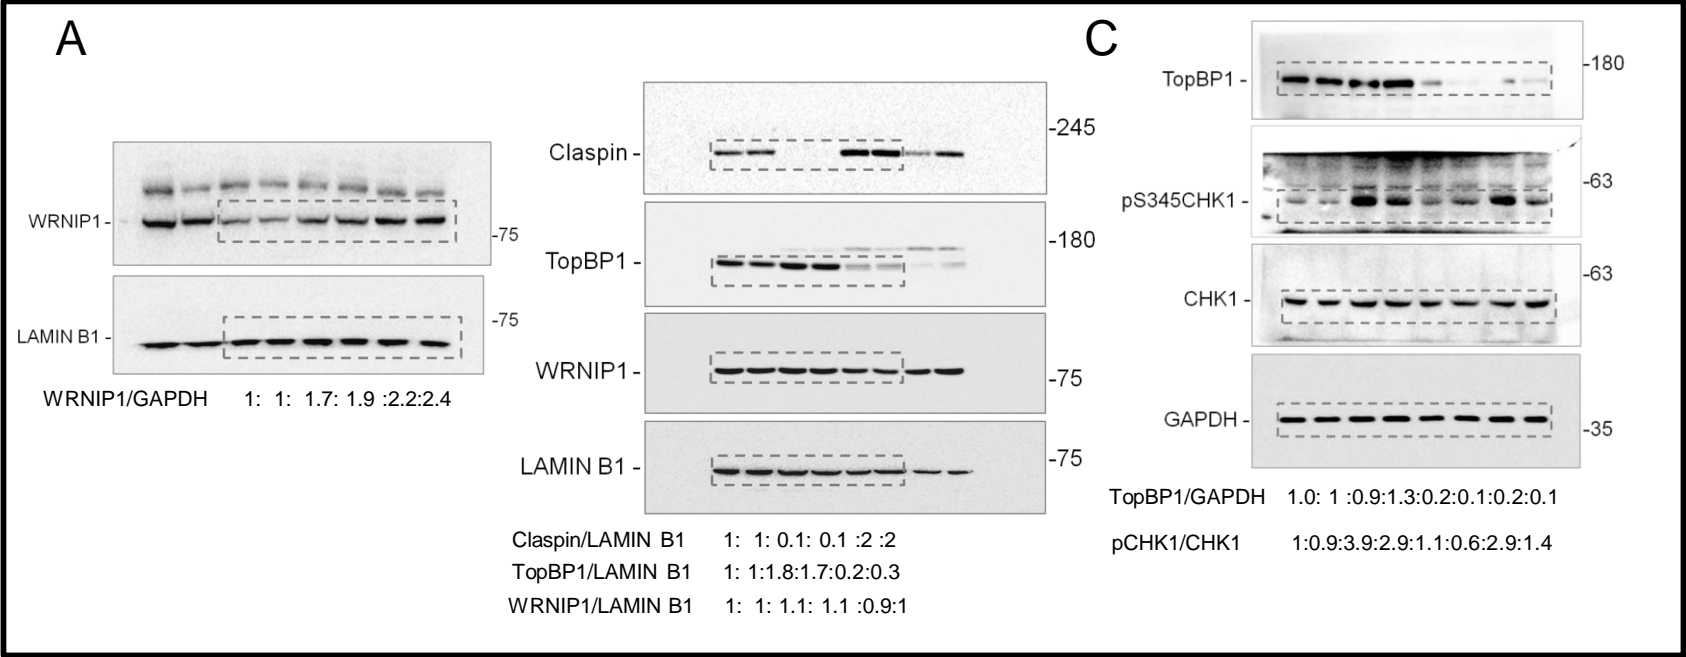 A
WRNIP1-
-75
LAMIN B1 -
-75
WRNIP1/GAPDH 1: 1: 1.7: 1.9 :2.2:2.4
Claspin -
-245
TopBP1 -
-180
WRNIP1-
-75
LAMIN B1 -
-75
Claspin/LAMIN B1 1: 1: 0.1: 0.1 :2 :2
TopBP1/LAMIN B1 1: 1:1.8:1.7:0.2:0.3
WRNIP1/LAMIN B1 1: 1: 1.1: 1.1 :0.9:1
C
TopBP1 -
-180
pS345CHK1 -
-63
CHK1 -
-63
GAPDH -
-35
TopBP1/GAPDH 1.0: 1 :0.9:1.3:0.2:0.1:0.2:0.1
pCHK1/CHK1 1:0.9:3.9:2.9:1.1:0.6:2.9:1.4